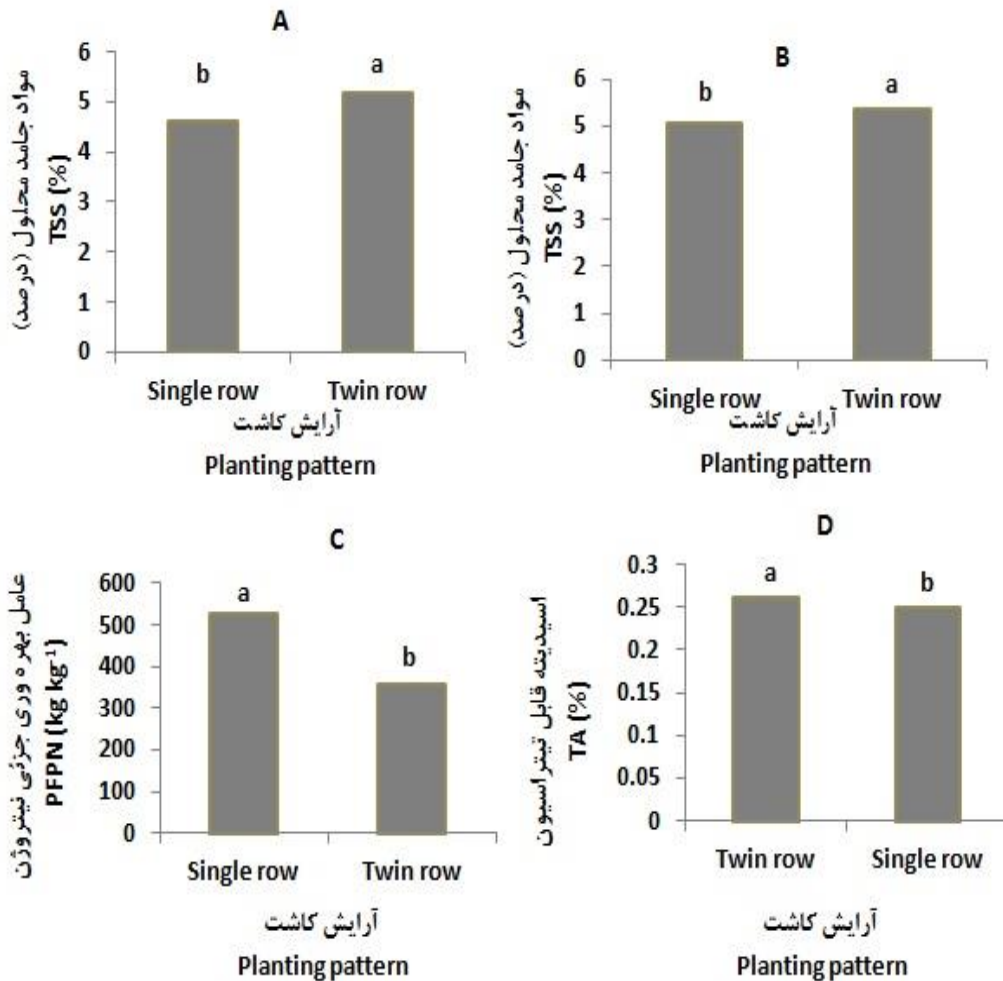 A
مواد جامد محلول (درصد)
TSS (%)
6
5
4
3
2
1
0
b
a
Single row
Twin row
آرایش کاشت
Planting pattern
B
مواد جامد محلول (درصد)
TSS (%)
6
5
4
3
2
1
0
b
a
Single row
Twin row
آرایش کاشت
Planting pattern
C
عامل بهره وری جزئی نیتروژن
PFPN (kg kg⁻¹)
600
500
400
300
200
100
0
a
b
Single row
Twin row
آرایش کاشت
Planting pattern
D
اسیدیته قابل تیتراسیون
TA (%)
0.3
0.25
0.2
0.15
0.1
0.05
0
a
b
Twin row
Single row
آرایش کاشت
Planting pattern